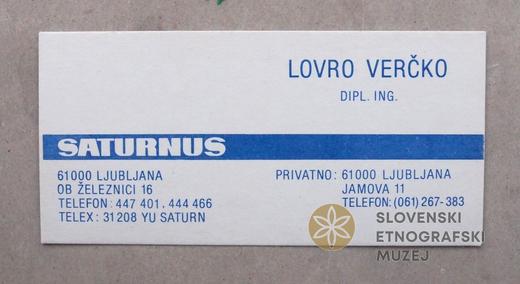 LOVRO VERČKO
DIPL. ING.
SATURNUS
61000 LJUBLJANA
OB ŽELEZNICI 16
TELEFON: 447 401, 444 466
TELEX: 31208 YU SATURN
PRIVATNO: 61000 LJUBLJANA
JAMOVA 11
TELEFON: (061) 267-383
SLOVENSKI
ETNOGRAFSKI
MUZEJ